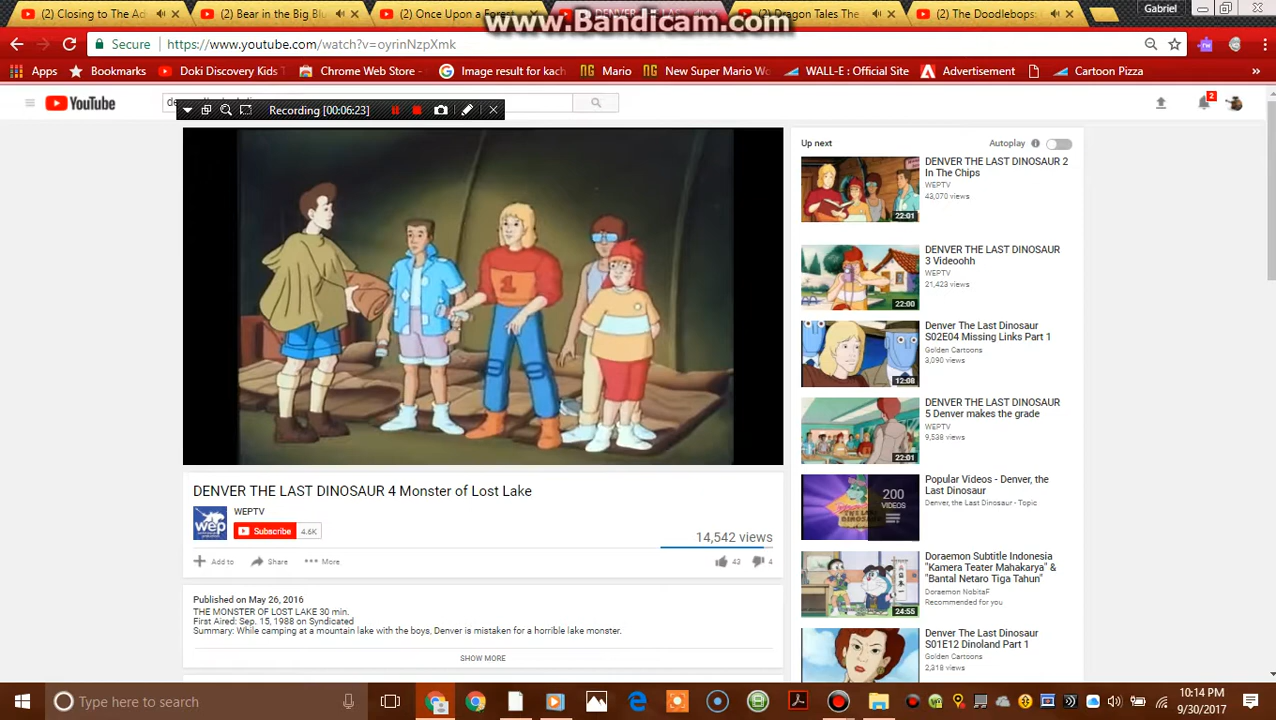 www.Bandicam.com
(2) Closing to The Ad
(2) Bear in the Big Blu
(2) Once Upon a Forest
(2) Dragon Tales The
(2) The Doodlebops:
Gabriel
Secure
https://www.youtube.com/watch?v=oyrinNzpXmk
Apps
Bookmarks
Doki Discovery Kids
Chrome Web Store -
Image result for kach
Mario
New Super Mario Wo
WALL-E : Official Site
Advertisement
Cartoon Pizza
YouTube
Recording [00:06:23]
2
1
DENVER THE LAST DINOSAUR 4 Monster of Lost Lake
wep
WEPTV
Subscribe 4.6K
14,542 views
Add to Share More
43 4
Published on May 26, 2016
THE MONSTER OF LOST LAKE 30 min.
First Aired: Sep. 15, 1988 on Syndicated
Summary: While camping at a mountain lake with the boys, Denver is mistaken for a horrible lake monster.
SHOW MORE
Up next
Autoplay
DENVER THE LAST DINOSAUR 2
In The Chips
WEPTV
43,070 views
22:01
DENVER THE LAST DINOSAUR
3 Videoohh
WEPTV
21,423 views
22:00
Denver The Last Dinosaur
S02E04 Missing Links Part 1
Golden Cartoons
3,090 views
12:08
DENVER THE LAST DINOSAUR
5 Denver makes the grade
WEPTV
9,538 views
22:01
Popular Videos - Denver, the
Last Dinosaur
Denver, the Last Dinosaur - Topic
200
VIDEOS
Doraemon Subtitle Indonesia
"Kamera Teater Mahakarya" &
"Bantal Netaro Tiga Tahun"
Doraemon NobitaF
Recommended for you
24:55
Denver The Last Dinosaur
S01E12 Dinoland Part 1
Golden Cartoons
2,318 views
Type here to search
10:14 PM
9/30/2017